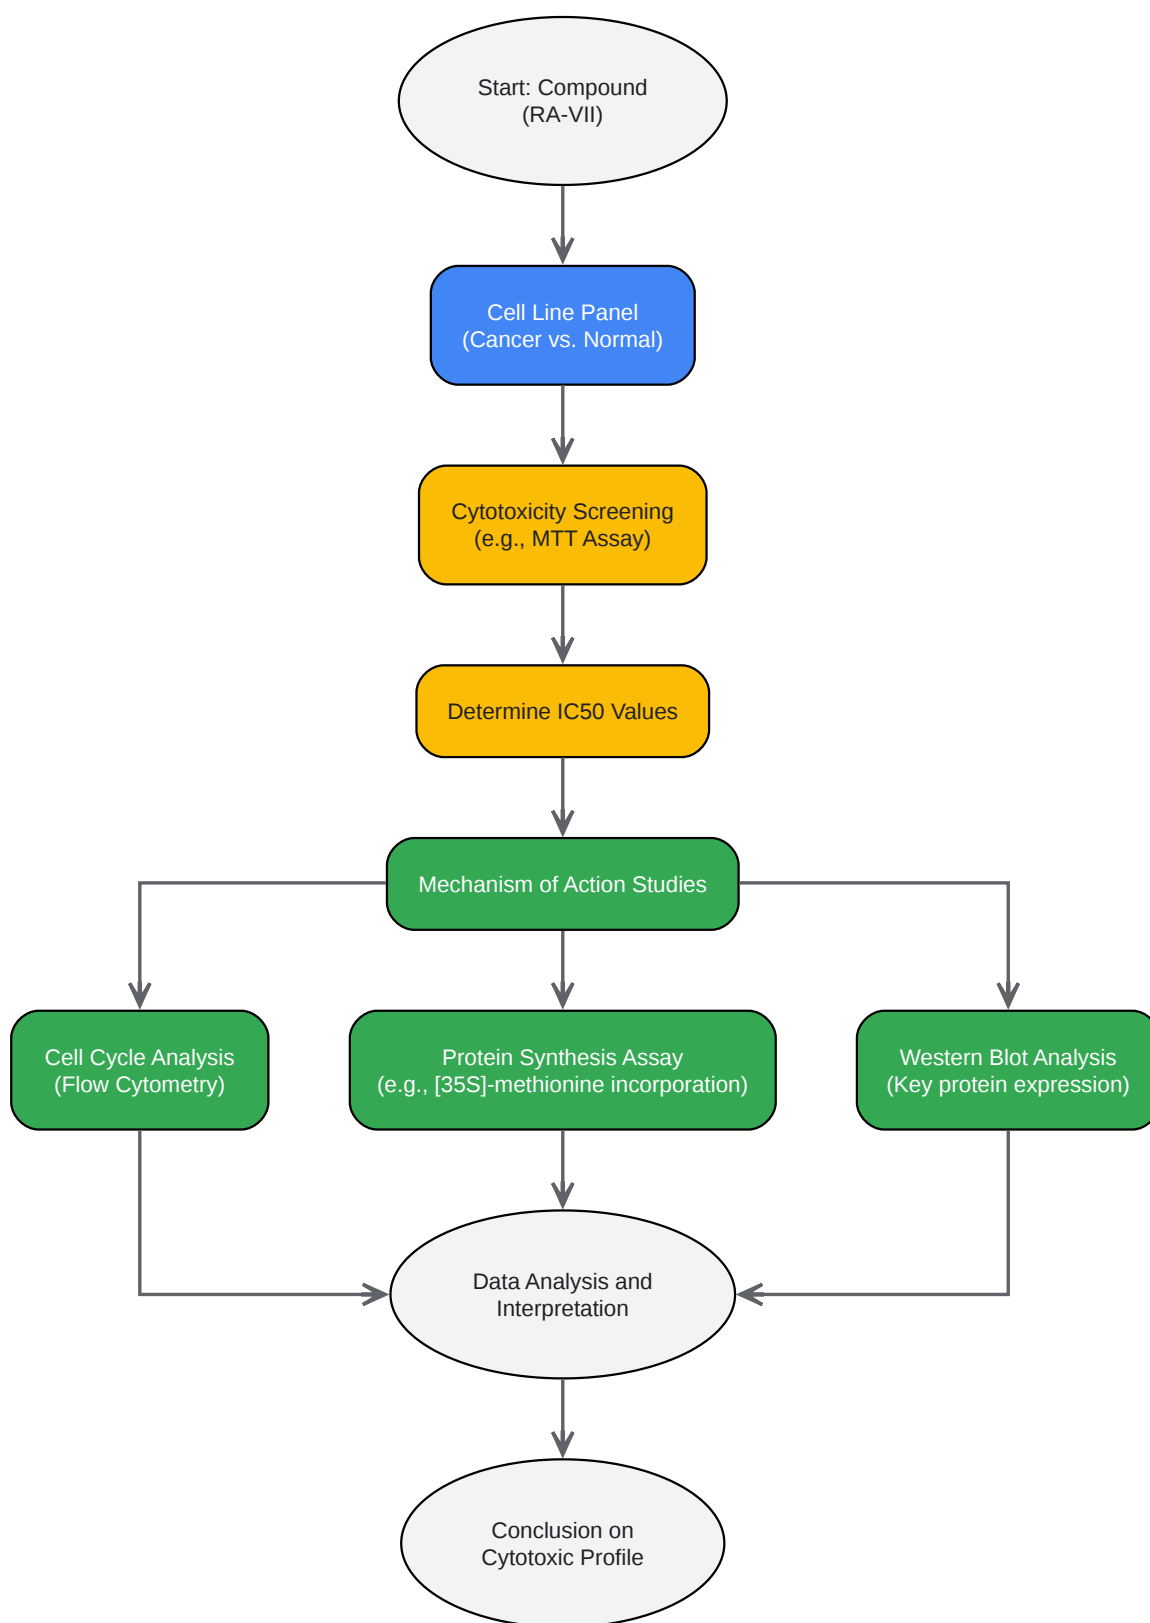 Start: Compound
(RA-VII)
Cell Line Panel
(Cancer vs. Normal)
Cytotoxicity Screening
(e.g., MTT Assay)
Determine IC50 Values
Mechanism of Action Studies
Cell Cycle Analysis
(Flow Cytometry)
Protein Synthesis Assay
(e.g., [35S]-methionine incorporation)
Western Blot Analysis
(Key protein expression)
Data Analysis and
Interpretation
Conclusion on
Cytotoxic Profile